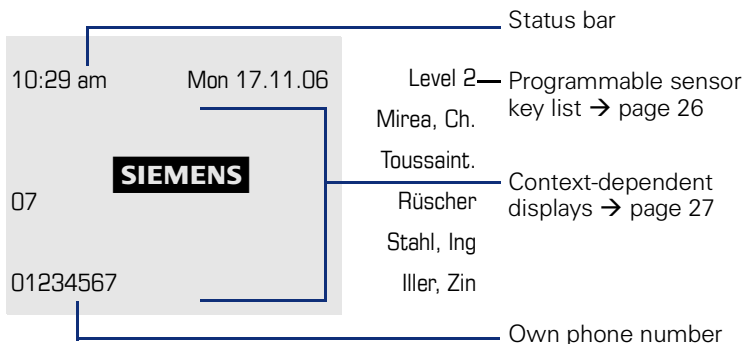 Status bar
10:29 am Mon 17.11.06 Level 2
Programmable sensor
key list → page 26
Mirea, Ch.
Toussaint.
SIEMENS
Context-dependent
displays → page 27
07
Rüscher
Stahl, Ing
01234567
Iller, Zin
Own phone number